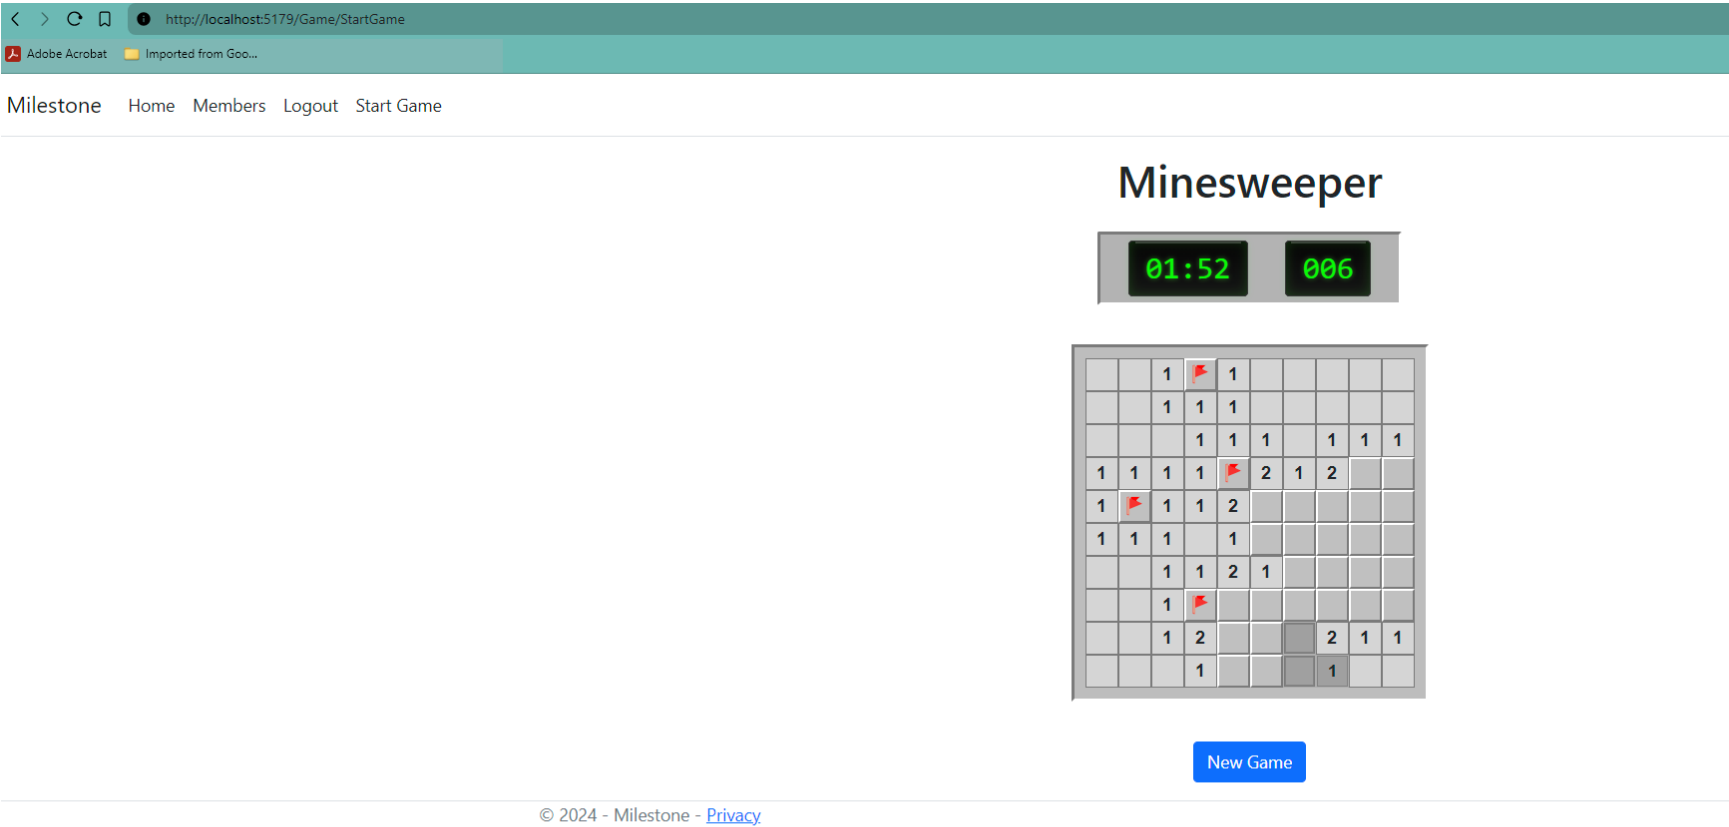 http://localhost:5179/Game/StartGame
Adobe Acrobat Imported from Goo...
Milestone Home Members Logout Start Game
Minesweeper
01:52 006
1 1
1 1 1
1 1 1 1 1 1
1 1 1 1 2 1 2
1 1 1 2
1 1 1 1
1 1 2 1
1
1 2 2 1 1
1 1
New Game
© 2024 - Milestone - Privacy